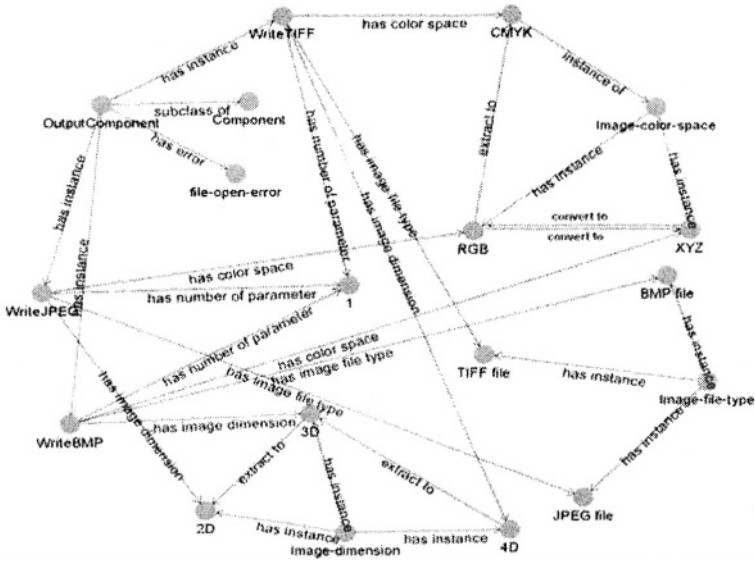 WriteTIFF
has color space
CMYK
has instance
instance of
OutputComponent
subclass of
Component
Image-color-space
has error
file-open-error
has number of parameter
has image file-type
has image dimension
extract to
has instance
has instance
has instance
has instance
convert to
convert to
RGB
XYZ
has color space
WriteJPEG
has number of parameter
1
BMP file
has number of parameter
has color space
has image file type
has instance
TIFF file
has instance
Image-file-type
has image file type
has image dimension
WriteBMP
has image dimension
3D
has instance
extract to
has instance
extract to
JPEG file
2D
has instance
Image-dimension
has instance
4D